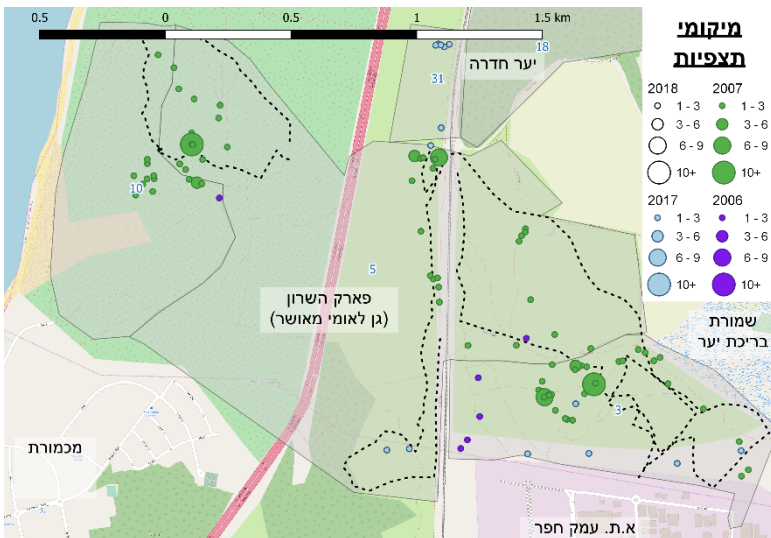 0.5 0 0.5 1 1.5 km
18
יער חדרה
31
10
5
פארק השרון
(גן לאומי מאושר)
3
שמורת
בריכת יער
מכמורת
א.ת. עמק חפר
מיקומי
תצפיות
2018 2007
1 - 3 1 - 3
3 - 6 3 - 6
6 - 9 6 - 9
10+ 10+
2017 2006
1 - 3 1 - 3
3 - 6 3 - 6
6 - 9 6 - 9
10+ 10+